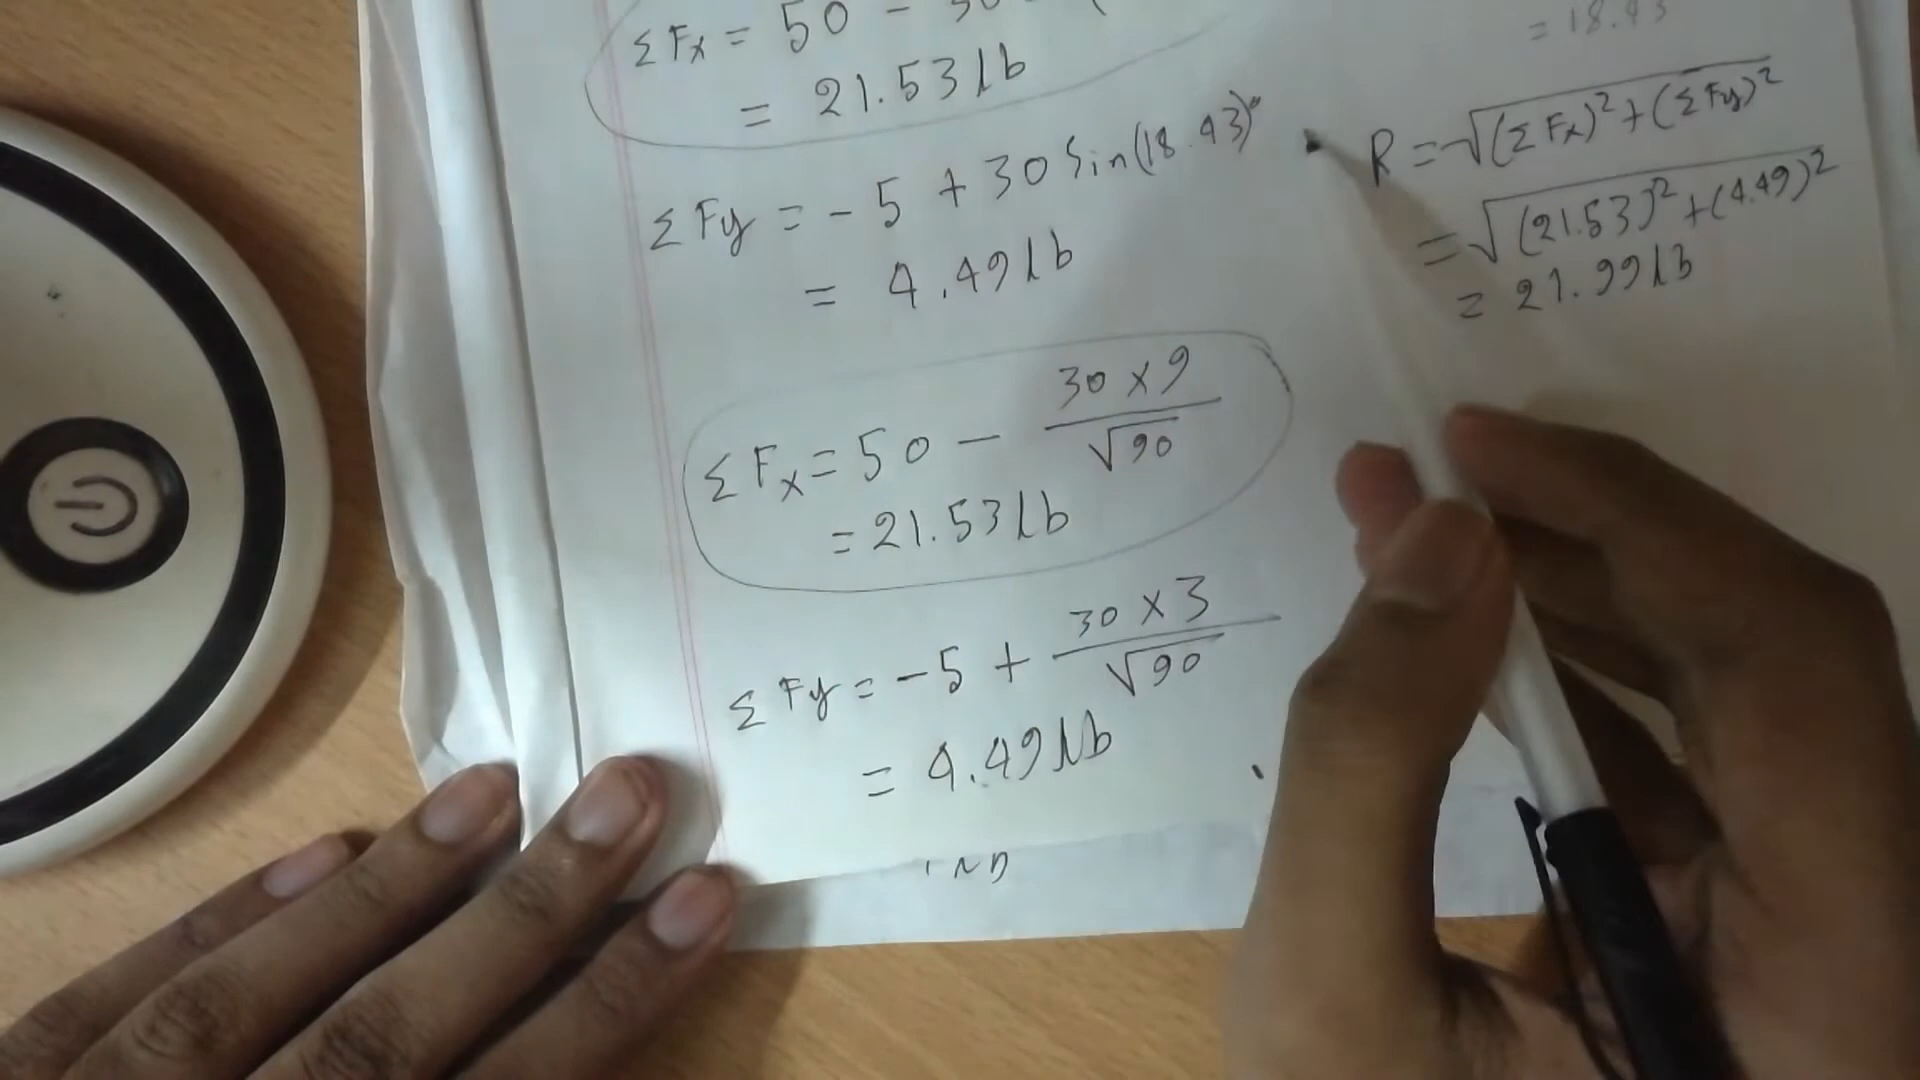 ΣFx = 50 - 30
= 21.53 lb
ΣFy = - 5 + 30 Sin(18.43)°
= 4.49 lb
ΣFx = 50 - (30 x 9)/√90
= 21.53 lb
ΣFy = -5 + (30 x 3)/√90
= 4.49 lb
= 18.43
R = √(ΣFx)² + (ΣFy)²
= √(21.53)² + (4.49)²
= 21.99 lb